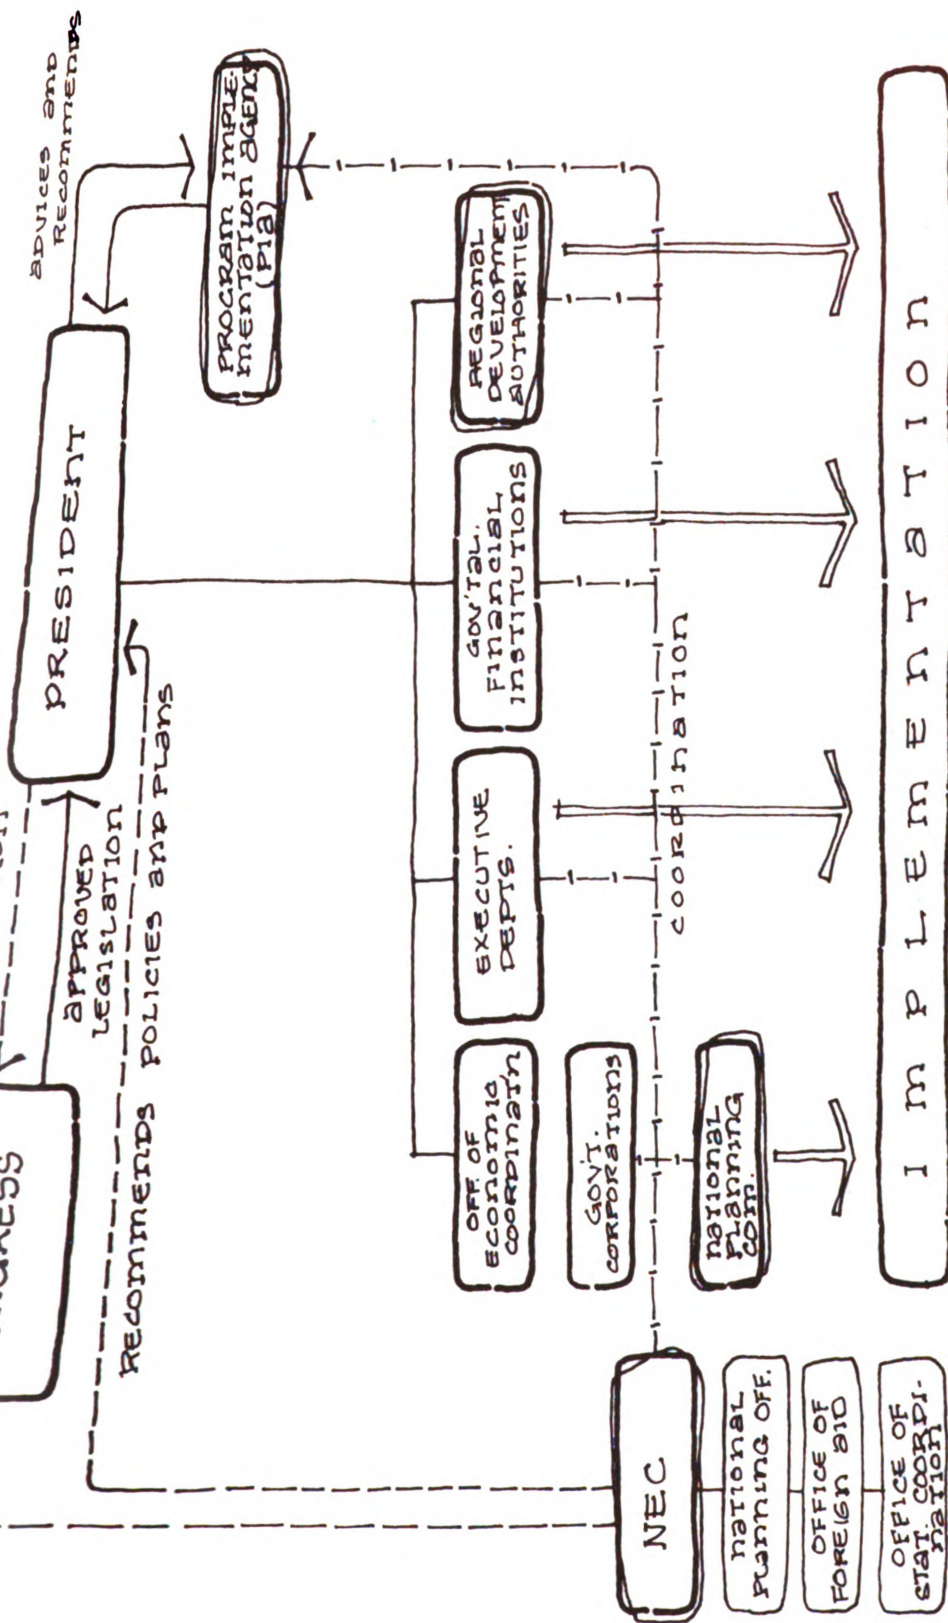 ADVICES AND
RECOMMENDS
PRESIDENT
PROGRAM IMPLE-
MENTATION AGENCY
(PIA)
APPROVED
LEGISLATION
RECOMMENDS POLICIES AND PLANS
OFF. OF
ECONOMIC
COORDINAT'N
EXECUTIVE
DEPTS.
GOV'TAL.
FINANCIAL
INSTITUTIONS
REGIONAL
DEVELOPMENT
AUTHORITIES
GOV'T.
CORPORATIONS
COORDINATION
NATIONAL
PLANNING
COM.
NEC
NATIONAL
PLANNING OFF.
OFFICE OF
FOREIGN AID
OFFICE OF
STAT. COORDI-
NATION
IMPLEMENTATION